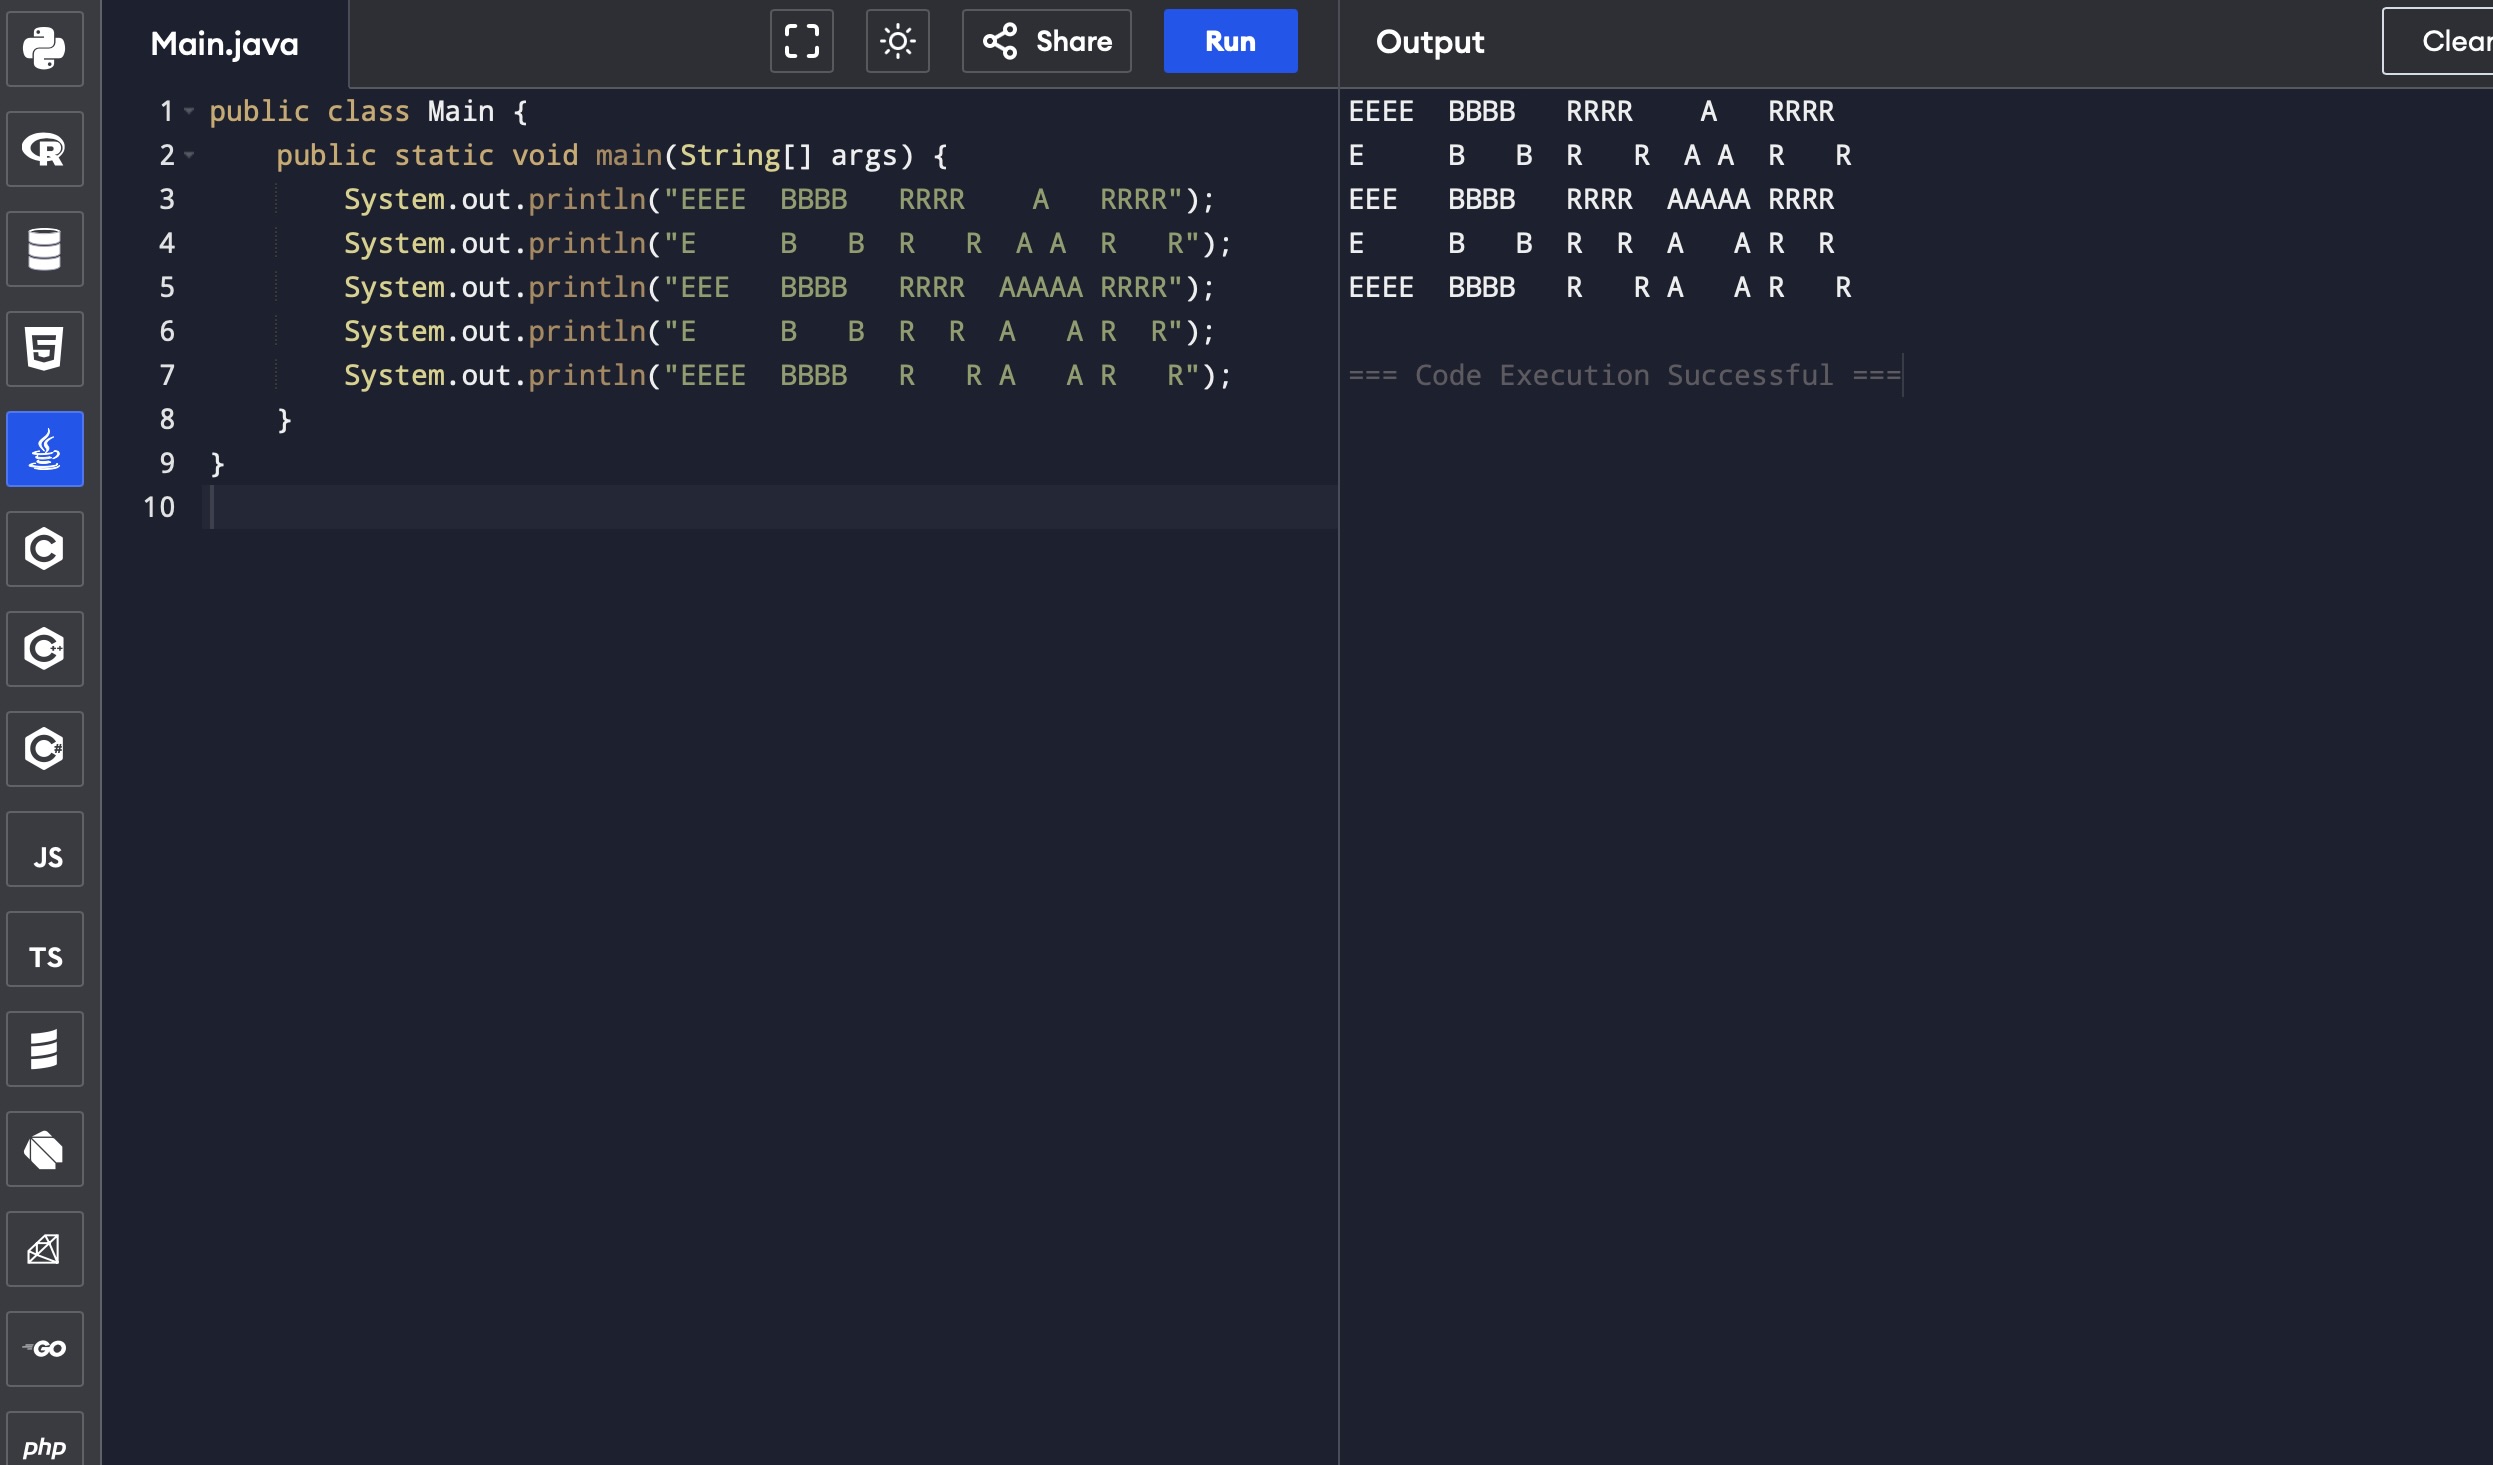 Main.java
Share
Run
Output
Clear
1 public class Main {
2     public static void main(String[] args) {
3         System.out.println("EEEE  BBBB   RRRR    A   RRRR");
4         System.out.println("E     B   B  R   R  A A  R   R");
5         System.out.println("EEE   BBBB   RRRR  AAAAA RRRR");
6         System.out.println("E     B   B  R  R  A   A R  R");
7         System.out.println("EEEE  BBBB   R   R A   A R   R");
8     }
9 }
10
EEEE  BBBB   RRRR    A   RRRR
E     B   B  R   R  A A  R   R
EEE   BBBB   RRRR  AAAAA RRRR
E     B   B  R  R  A   A R  R
EEEE  BBBB   R   R A   A R   R
=== Code Execution Successful ===
R
5
C
C++
C#
JS
TS
GO
php